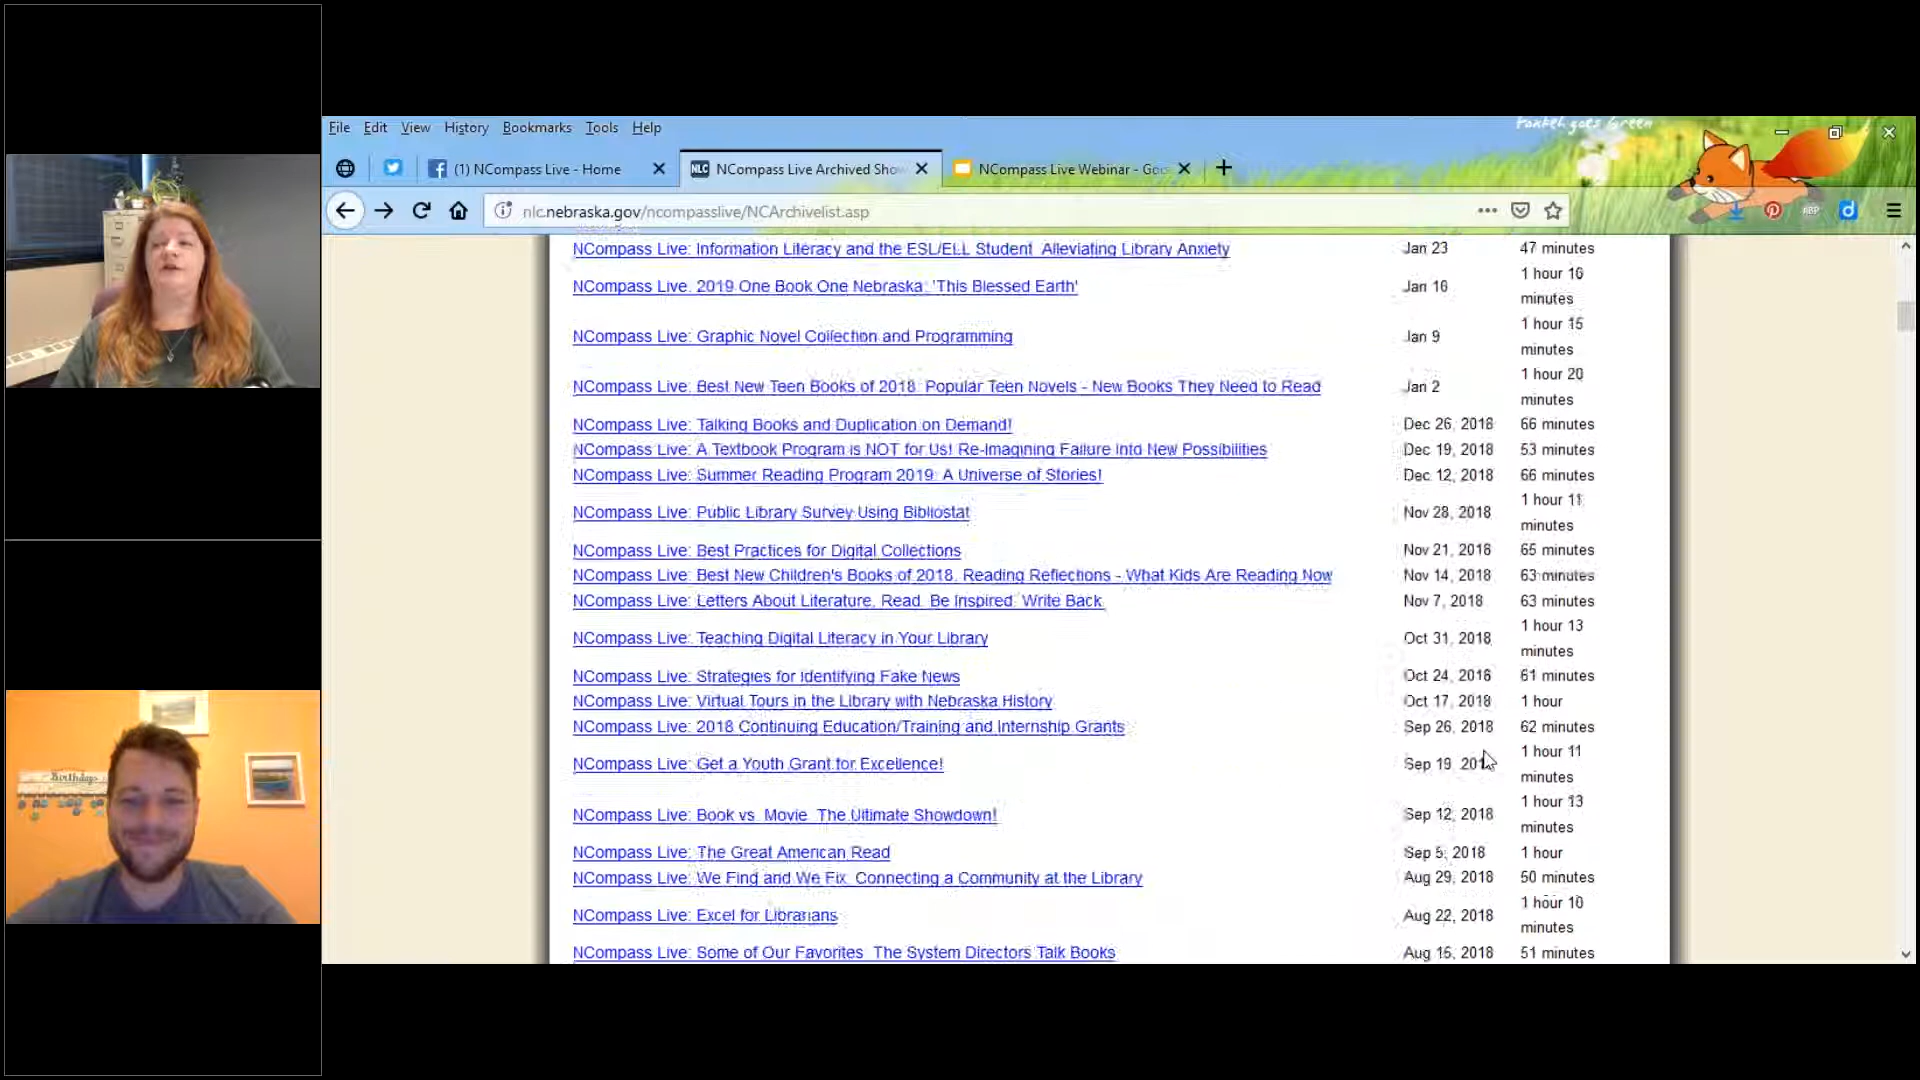 File Edit View History Bookmarks Tools Help
(1) NCompass Live - Home
NCompass Live Archived Sho
NCompass Live Webinar - Goo
nlc.nebraska.gov/ncompasslive/NCArchivelist.asp
ABP
NCompass Live: Information Literacy and the ESL/ELL Student Alleviating Library Anxiety Jan 23 47 minutes
NCompass Live. 2019 One Book One Nebraska: 'This Blessed Earth' Jan 16 1 hour 16 minutes
NCompass Live: Graphic Novel Collection and Programming Jan 9 1 hour 15 minutes
NCompass Live: Best New Teen Books of 2018. Popular Teen Novels - New Books They Need to Read Jan 2 1 hour 20 minutes
NCompass Live: Talking Books and Duplication on Demand! Dec 26, 2018 66 minutes
NCompass Live: A Textbook Program is NOT for Us! Re-Imagining Failure Into New Possibilities Dec 19, 2018 53 minutes
NCompass Live: Summer Reading Program 2019: A Universe of Stories! Dec 12, 2018 66 minutes
NCompass Live: Public Library Survey Using Bibliostat Nov 28, 2018 1 hour 11 minutes
NCompass Live: Best Practices for Digital Collections Nov 21, 2018 65 minutes
NCompass Live: Best New Children's Books of 2018. Reading Reflections - What Kids Are Reading Now Nov 14, 2018 63 minutes
NCompass Live: Letters About Literature. Read. Be Inspired. Write Back. Nov 7, 2018 63 minutes
NCompass Live: Teaching Digital Literacy in Your Library Oct 31, 2018 1 hour 13 minutes
NCompass Live: Strategies for Identifying Fake News Oct 24, 2018 61 minutes
NCompass Live: Virtual Tours in the Library with Nebraska History Oct 17, 2018 1 hour
NCompass Live: 2018 Continuing Education/Training and Internship Grants Sep 26, 2018 62 minutes
NCompass Live: Get a Youth Grant for Excellence! Sep 19 1 hour 11 minutes
NCompass Live: Book vs. Movie The Ultimate Showdown! Sep 12, 2018 1 hour 13 minutes
NCompass Live: The Great American Read Sep 5, 2018 1 hour
NCompass Live: We Fing and We Fix Connecting a Community at the Library Aug 29, 2018 50 minutes
NCompass Live: Excel for Librarians Aug 22, 2018 1 hour 10 minutes
NCompass Live: Some of Our Favorites The System Directors Talk Books Aug 15, 2018 51 minutes
Birthdays